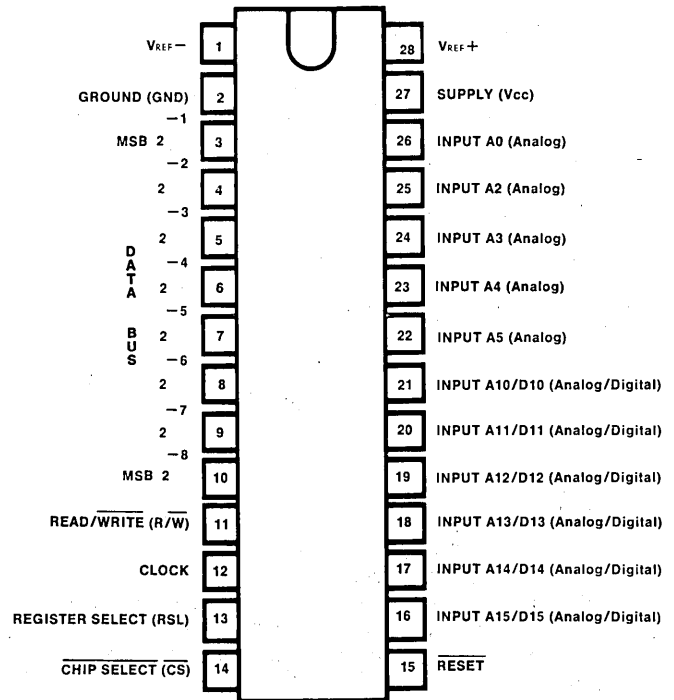 VREF− 1 28 VREF+
GROUND (GND) 2 27 SUPPLY (Vcc)
MSB 2−1 3 26 INPUT A0 (Analog)
2−2 4 25 INPUT A2 (Analog)
2−3 5 24 INPUT A3 (Analog)
2−4 6 23 INPUT A4 (Analog)
2−5 7 22 INPUT A5 (Analog)
2−6 8 21 INPUT A10/D10 (Analog/Digital)
2−7 9 20 INPUT A11/D11 (Analog/Digital)
MSB 2−8 10 19 INPUT A12/D12 (Analog/Digital)
READ/WRITE (R/W) 11 18 INPUT A13/D13 (Analog/Digital)
CLOCK 12 17 INPUT A14/D14 (Analog/Digital)
REGISTER SELECT (RSL) 13 16 INPUT A15/D15 (Analog/Digital)
CHIP SELECT (CS) 14 15 RESET
DATA BUS